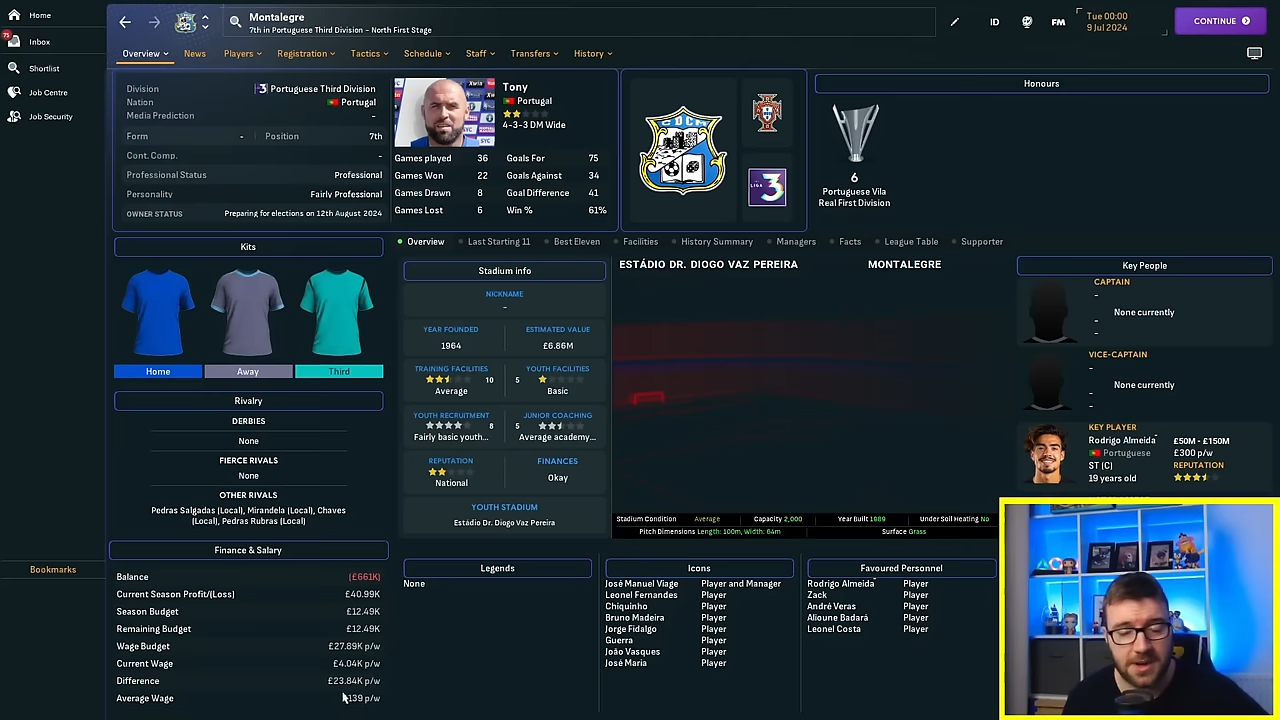 Home
Inbox
Shortlist
Job Centre
Job Security
Bookmarks
Montalegre
7th in Portuguese Third Division - North First Stage
ID
FM
Tue 00:00
9 Jul 2024
CONTINUE
Overview
News
Players
Registration
Tactics
Schedule
Staff
Transfers
History
Division Portuguese Third Division
Nation Portugal
Media Prediction -
Form - Position 7th
Cont. Comp. -
Professional Status Professional
Personality Fairly Professional
OWNER STATUS Preparing for elections on 12th August 2024
Tony
Portugal
4-3-3 DM Wide
Games played 36 Goals For 75
Games Won 22 Goals Against 34
Games Drawn 8 Goal Difference 41
Games Lost 6 Win % 61%
LIGA
3
Honours
6
Portuguese Vila
Real First Division
Kits
Home
Away
Third
Rivalry
DERBIES
None
FIERCE RIVALS
None
OTHER RIVALS
Pedras Salgadas (Local), Mirandela (Local), Chaves
(Local), Pedras Rubras (Local)
Finance & Salary
Balance (£661K)
Current Season Profit/(Loss) £40.99K
Season Budget £12.49K
Remaining Budget £12.49K
Wage Budget £27.89K p/w
Current Wage £4.04K p/w
Difference £23.84K p/w
Average Wage 139 p/w
Overview
Last Starting 11
Best Eleven
Facilities
History Summary
Managers
Facts
League Table
Supporter
Stadium info
NICKNAME
-
YEAR FOUNDED
1964
ESTIMATED VALUE
£6.86M
TRAINING FACILITIES
10
Average
YOUTH FACILITIES
5
Basic
YOUTH RECRUITMENT
8
Fairly basic youth...
JUNIOR COACHING
5
Average academy...
REPUTATION
National
FINANCES
Okay
YOUTH STADIUM
Estádio Dr. Diogo Vaz Pereira
ESTÁDIO DR. DIOGO VAZ PEREIRA MONTALEGRE
Stadium Condition Average Capacity 2,000 Year Built 1989 Under Soil Heating No
Pitch Dimensions Length: 100m, Width: 64m Surface Grass
Key People
CAPTAIN
-
None currently
-
-
VICE-CAPTAIN
-
None currently
-
-
KEY PLAYER
Rodrigo Almeida £50M - £150M
Portuguese £300 p/w
ST (C) REPUTATION
19 years old
Legends
None
Icons
José Manuel Viage Player and Manager
Leonel Fernandes Player
Chiquinho Player
Bruno Madeira Player
Jorge Fidalgo Player
Guerra Player
João Vasques Player
José Maria Player
Favoured Personnel
Rodrigo Almeida Player
Zack Player
André Veras Player
Alioune Badará Player
Leonel Costa Player